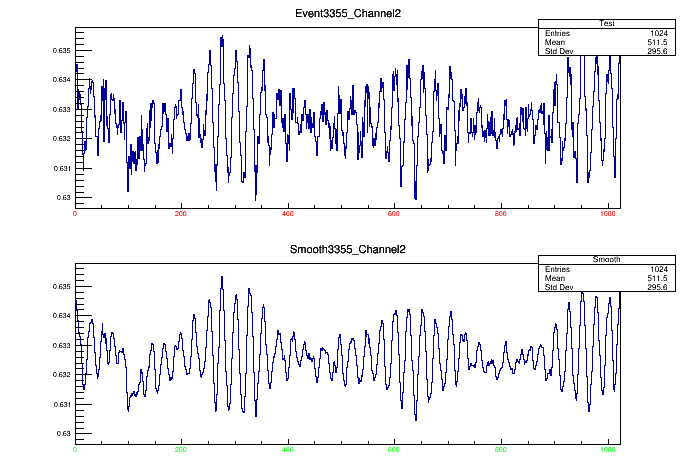 Event3355_Channel2
Test
Entries 1024
Mean 511.5
Std Dev 295.6
0.635
0.634
0.633
0.632
0.631
0.63
0 200 400 600 800 1000
Smooth3355_Channel2
Smooth
Entries 1024
Mean 511.5
Std Dev 295.6
0.635
0.634
0.633
0.632
0.631
0.63
0 200 400 600 800 1000